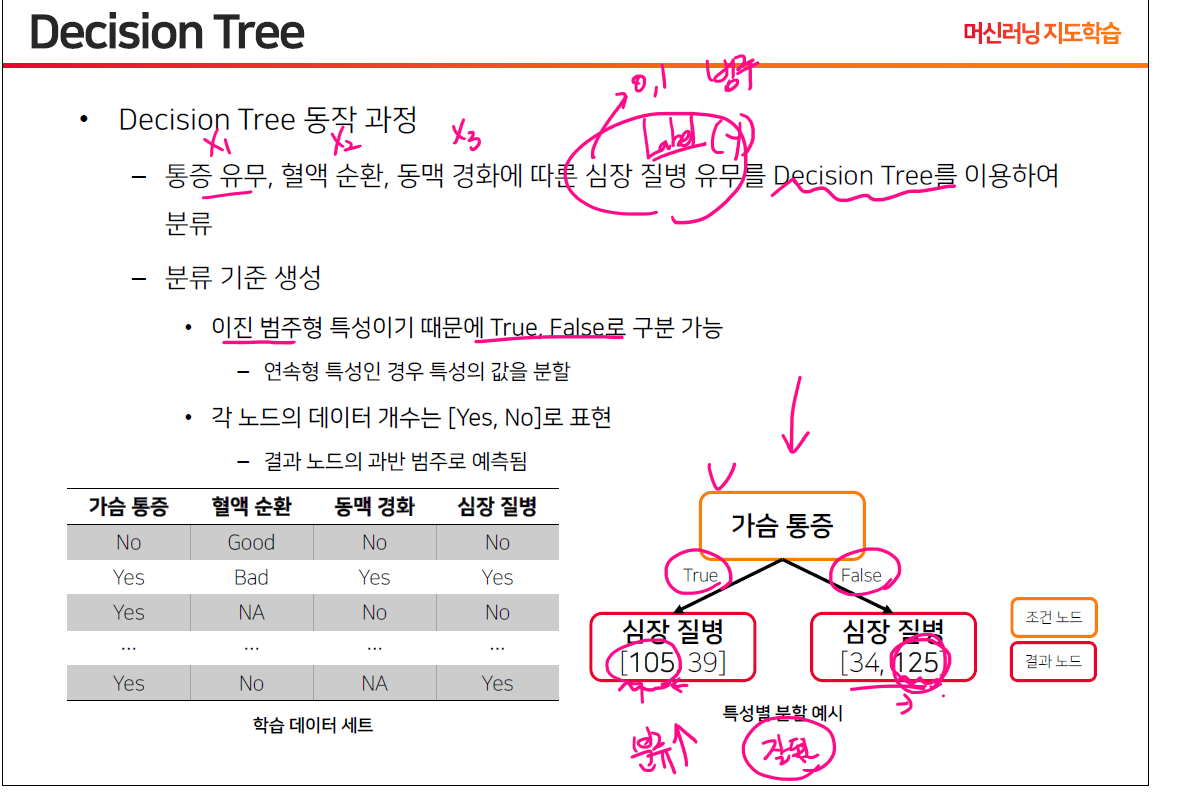 Decision Tree
머신러닝 지도학습
0,1 범주
• Decision Tree 동작 과정
x1 x2 x3 Label (y)
– 통증 유무, 혈액 순환, 동맥 경화에 따른 심장 질병 유무를 Decision Tree를 이용하여
분류
– 분류 기준 생성
• 이진 범주형 특성이기 때문에 True, False로 구분 가능
– 연속형 특성인 경우 특성의 값을 분할
• 각 노드의 데이터 개수는 [Yes, No]로 표현
– 결과 노드의 과반 범주로 예측됨
가슴 통증 혈액 순환 동맥 경화 심장 질병
No Good No No
Yes Bad Yes Yes
Yes NA No No
... ... ... ...
Yes No NA Yes
학습 데이터 세트
가슴 통증
True False
심장 질병
[105, 39]
심장 질병
[34, 125]
조건 노드
결과 노드
특성별 분할 예시